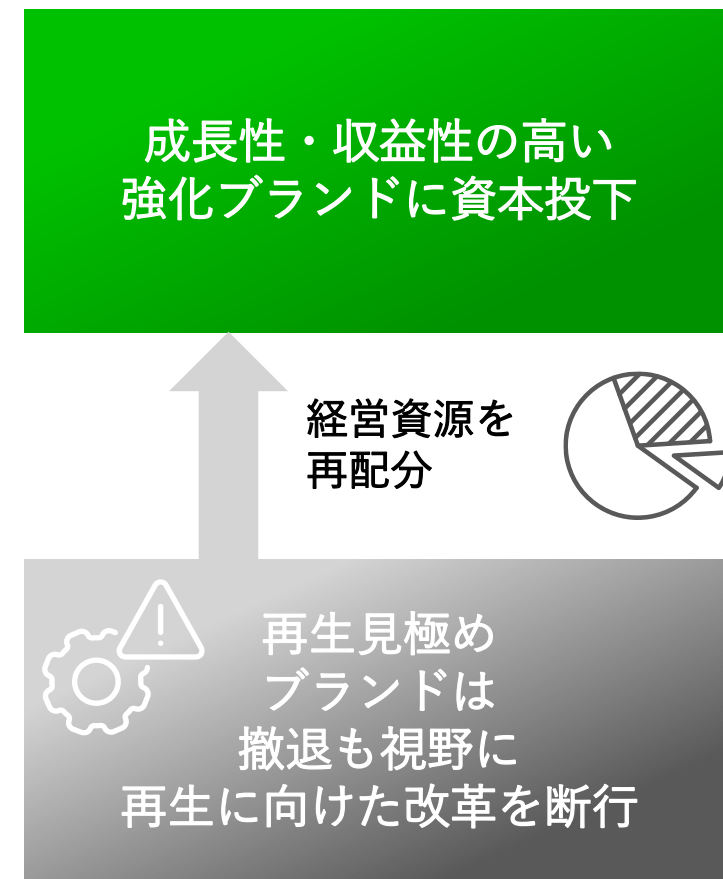 成長性・収益性の高い
強化ブランドに資本投下
経営資源を
再配分
再生見極め
ブランドは
撤退も視野に
再生に向けた改革を断行